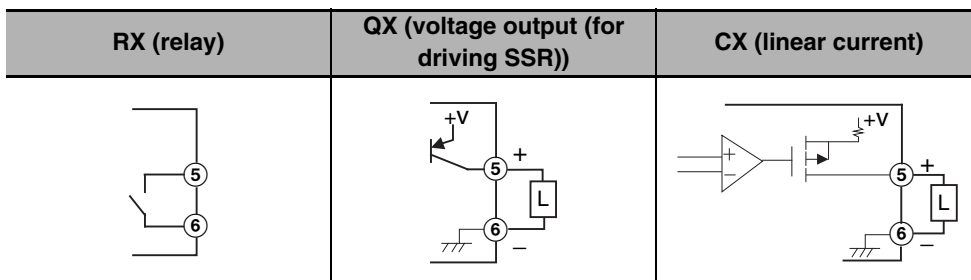 RX (relay)
QX (voltage output (for
driving SSR))
CX (linear current)
5
6
+V
+
5
L
6
–
+V
+
–
+
5
L
6
–